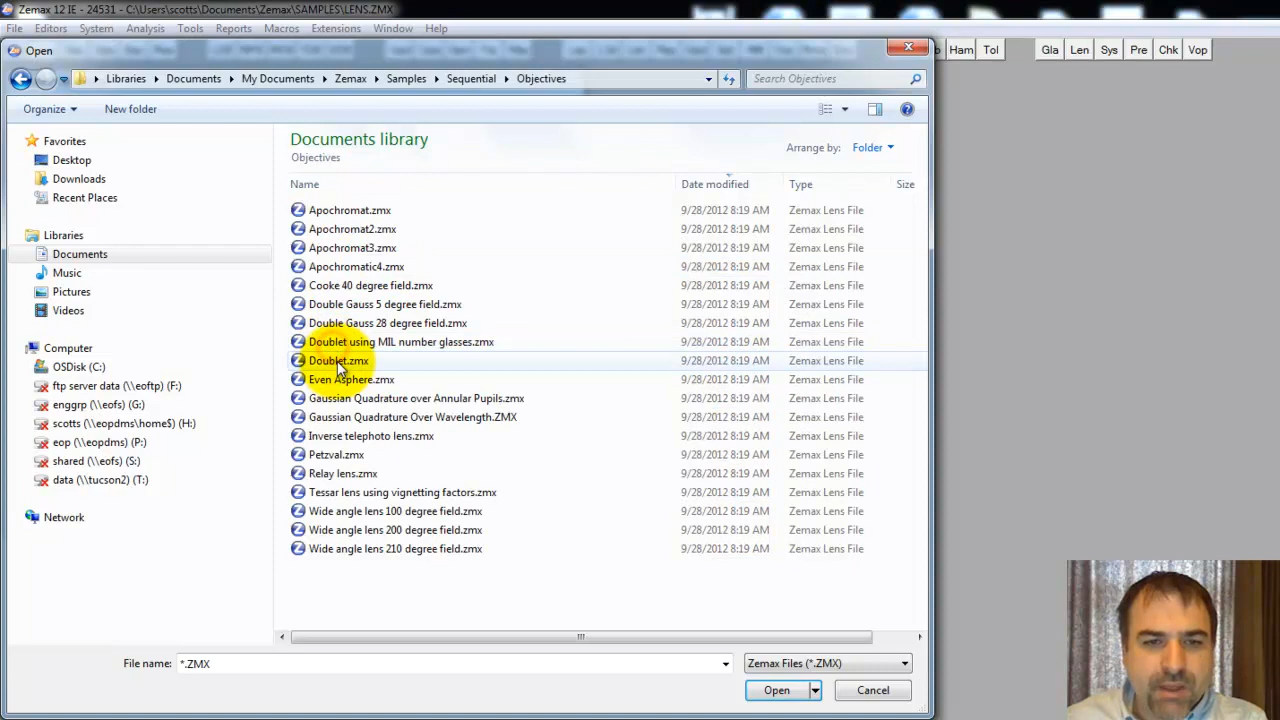 Zemax 12 IE - 24531 - C:\Users\scotts\Documents\Zemax\SAMPLES\LENS.ZMX
File Editors System Analysis Tools Reports Macros Extensions Window Help
Open
Ham Tol Gla Len Sys Pre Chk Vop
Libraries Documents My Documents Zemax Samples Sequential Objectives Search Objectives
Organize New folder
Favorites
Desktop
Downloads
Recent Places
Libraries
Documents
Music
Pictures
Videos
Computer
OSDisk (C:)
ftp server data (\\eoftp) (F:)
enggrp (\\eofs) (G:)
scotts (\\eopdms\home$) (H:)
eop (\\eopdms) (P:)
shared (\\eofs) (S:)
data (\\tucson2) (T:)
Network
Documents library
Objectives
Arrange by: Folder
Name Date modified Type Size
Apochromat.zmx 9/28/2012 8:19 AM Zemax Lens File
Apochromat2.zmx 9/28/2012 8:19 AM Zemax Lens File
Apochromat3.zmx 9/28/2012 8:19 AM Zemax Lens File
Apochromatic4.zmx 9/28/2012 8:19 AM Zemax Lens File
Cooke 40 degree field.zmx 9/28/2012 8:19 AM Zemax Lens File
Double Gauss 5 degree field.zmx 9/28/2012 8:19 AM Zemax Lens File
Double Gauss 28 degree field.zmx 9/28/2012 8:19 AM Zemax Lens File
Doublet using MIL number glasses.zmx 9/28/2012 8:19 AM Zemax Lens File
Doublet.zmx 9/28/2012 8:19 AM Zemax Lens File
Even Asphere.zmx 9/28/2012 8:19 AM Zemax Lens File
Gaussian Quadrature over Annular Pupils.zmx 9/28/2012 8:19 AM Zemax Lens File
Gaussian Quadrature Over Wavelength.ZMX 9/28/2012 8:19 AM Zemax Lens File
Inverse telephoto lens.zmx 9/28/2012 8:19 AM Zemax Lens File
Petzval.zmx 9/28/2012 8:19 AM Zemax Lens File
Relay lens.zmx 9/28/2012 8:19 AM Zemax Lens File
Tessar lens using vignetting factors.zmx 9/28/2012 8:19 AM Zemax Lens File
Wide angle lens 100 degree field.zmx 9/28/2012 8:19 AM Zemax Lens File
Wide angle lens 200 degree field.zmx 9/28/2012 8:19 AM Zemax Lens File
Wide angle lens 210 degree field.zmx 9/28/2012 8:19 AM Zemax Lens File
File name: *.ZMX Zemax Files (*.ZMX)
Open Cancel